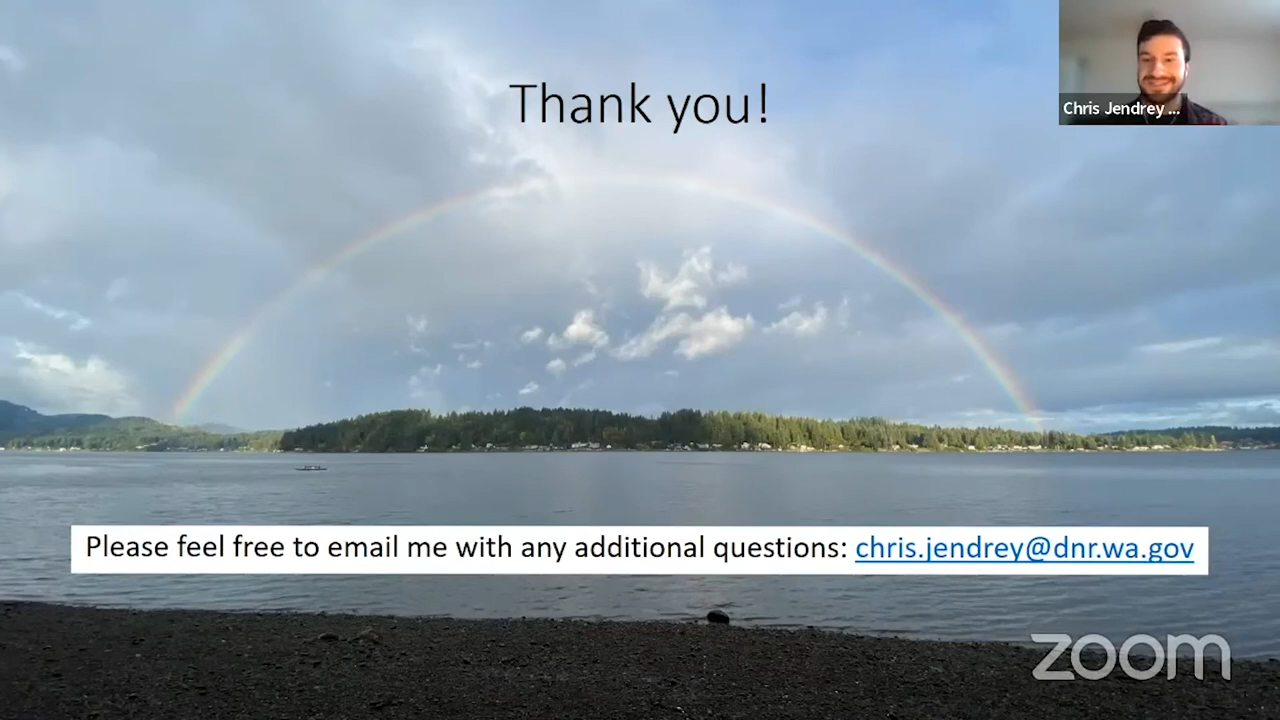 Thank you!
Chris Jendrey ...
Please feel free to email me with any additional questions: chris.jendrey@dnr.wa.gov
zoom